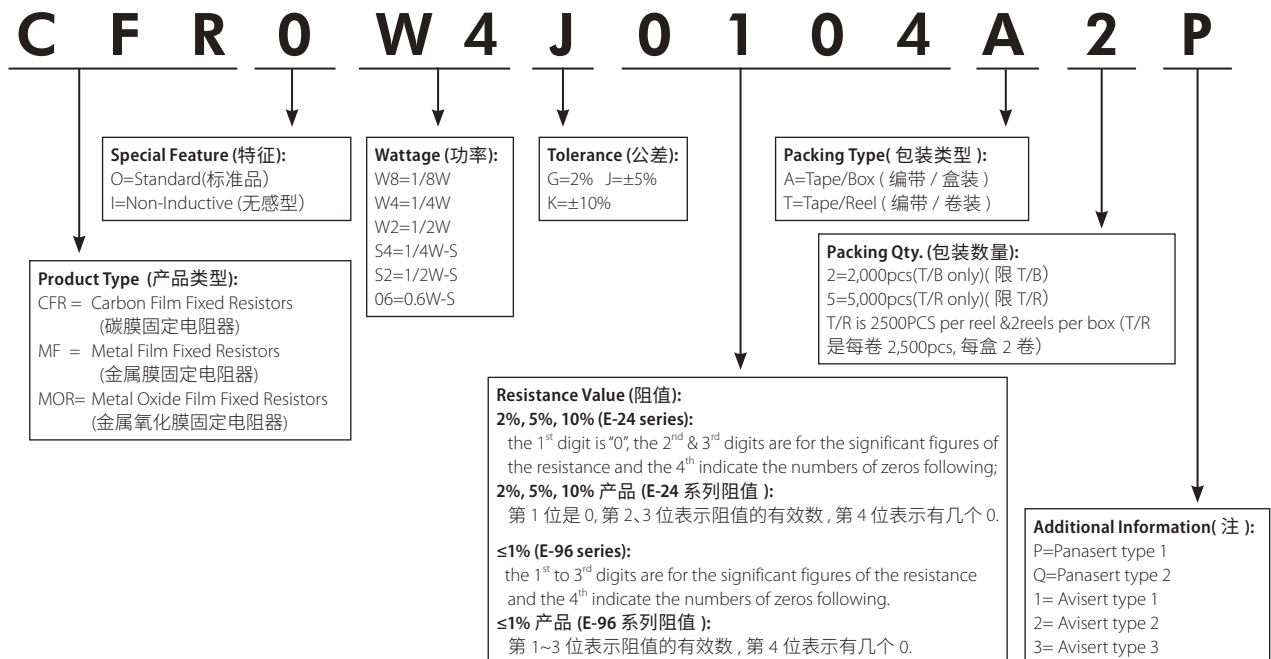 C F R 0 W 4 J 0 1 0 4 A 2 P
Special Feature (特征):
O=Standard(标准品)
I=Non-Inductive (无感型)
Wattage (功率):
W8=1/8W
W4=1/4W
W2=1/2W
S4=1/4W-S
S2=1/2W-S
06=0.6W-S
Tolerance (公差):
G=2% J=±5%
K=±10%
Packing Type( 包装类型 ):
A=Tape/Box ( 编带 / 盒装 )
T=Tape/Reel ( 编带 / 卷装 )
Packing Qty. (包装数量):
2=2,000pcs(T/B only)( 限 T/B)
5=5,000pcs(T/R only)( 限 T/R)
T/R is 2500PCS per reel &2reels per box (T/R
是每卷 2,500pcs, 每盒 2 卷)
Product Type (产品类型):
CFR = Carbon Film Fixed Resistors
(碳膜固定电阻器)
MF = Metal Film Fixed Resistors
(金属膜固定电阻器)
MOR= Metal Oxide Film Fixed Resistors
(金属氧化膜固定电阻器)
Resistance Value (阻值):
2%, 5%, 10% (E-24 series):
the 1st digit is "0", the 2nd & 3rd digits are for the significant figures of
the resistance and the 4th indicate the numbers of zeros following;
2%, 5%, 10% 产品 (E-24 系列阻值 ):
第 1 位是 0, 第 2、3 位表示阻值的有效数 , 第 4 位表示有几个 0.
≤1% (E-96 series):
the 1st to 3rd digits are for the significant figures of the resistance
and the 4th indicate the numbers of zeros following.
≤1% 产品 (E-96 系列阻值 ):
第 1~3 位表示阻值的有效数 , 第 4 位表示有几个 0.
Additional Information( 注 ):
P=Panasert type 1
Q=Panasert type 2
1= Avisert type 1
2= Avisert type 2
3= Avisert type 3